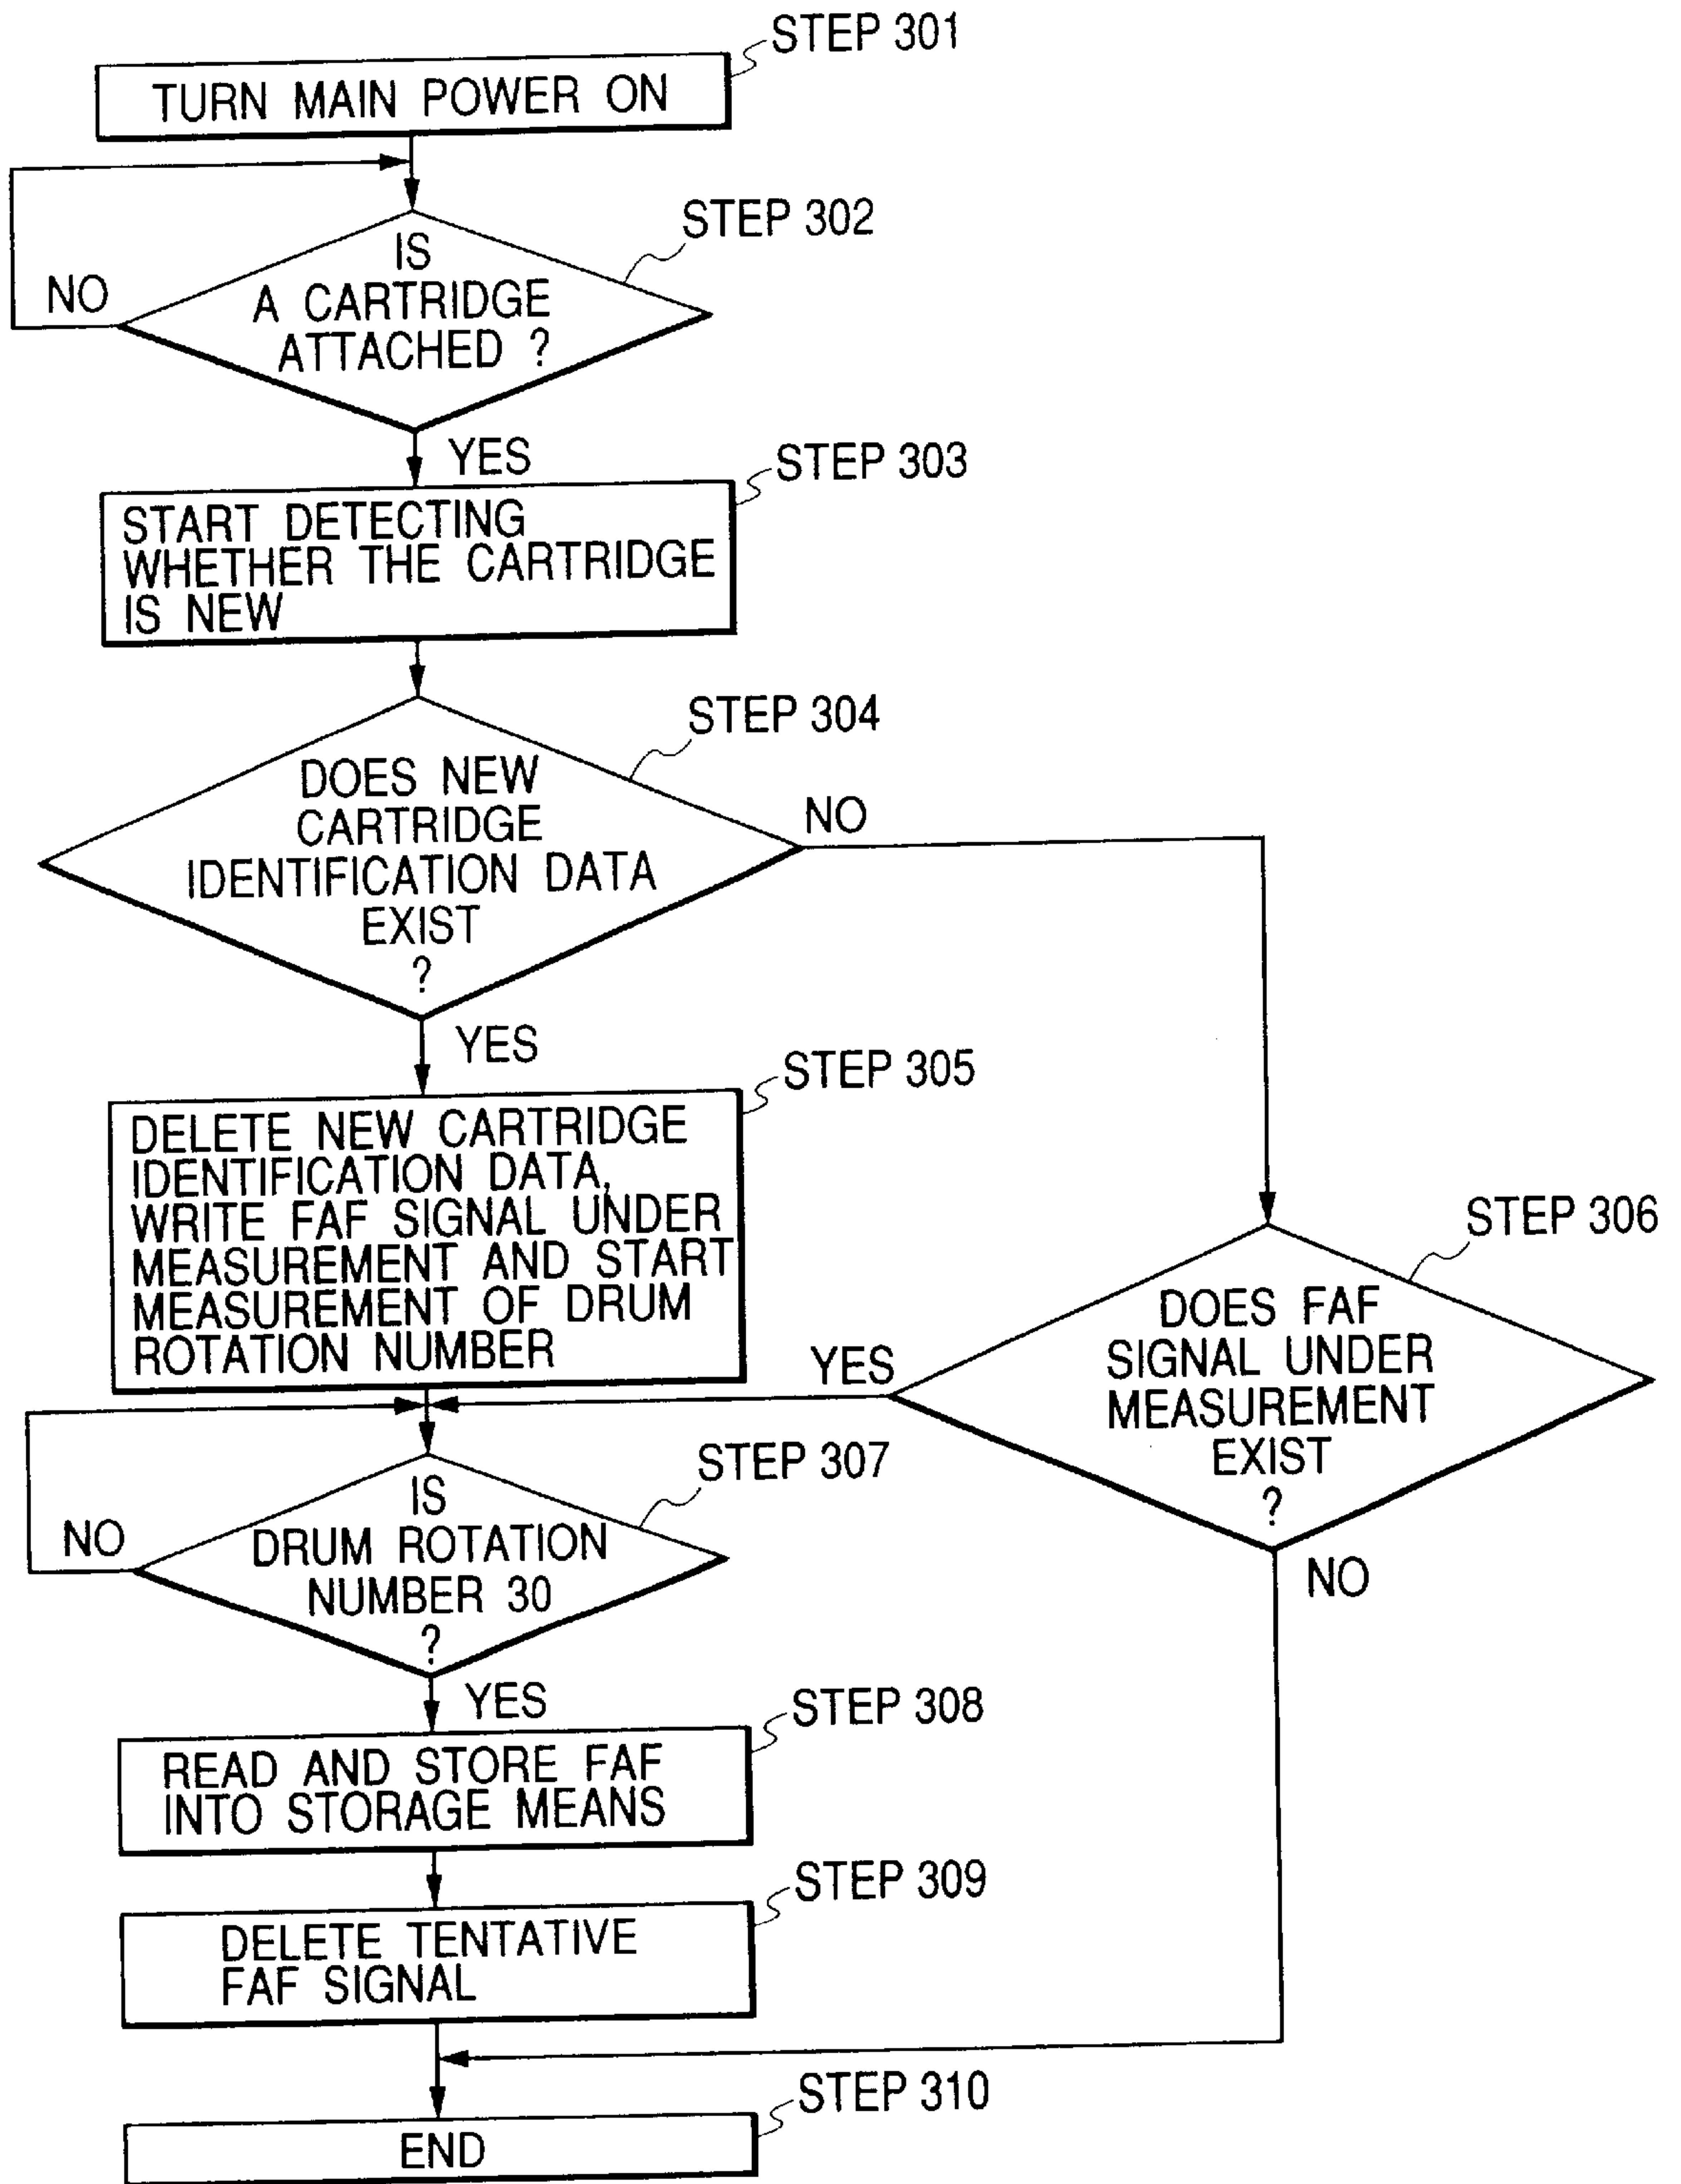 STEP 301
TURN MAIN POWER ON
STEP 302
IS
A CARTRIDGE
ATTACHED ?
NO
YES
STEP 303
START DETECTING
WHETHER THE CARTRIDGE
IS NEW
STEP 304
DOES NEW
CARTRIDGE
IDENTIFICATION DATA
EXIST
?
NO
YES
STEP 305
DELETE NEW CARTRIDGE
IDENTIFICATION DATA,
WRITE FAF SIGNAL UNDER
MEASUREMENT AND START
MEASUREMENT OF DRUM
ROTATION NUMBER
STEP 306
DOES FAF
SIGNAL UNDER
MEASUREMENT
EXIST
?
YES
NO
STEP 307
IS
DRUM ROTATION
NUMBER 30
?
NO
YES
STEP 308
READ AND STORE FAF
INTO STORAGE MEANS
STEP 309
DELETE TENTATIVE
FAF SIGNAL
STEP 310
END